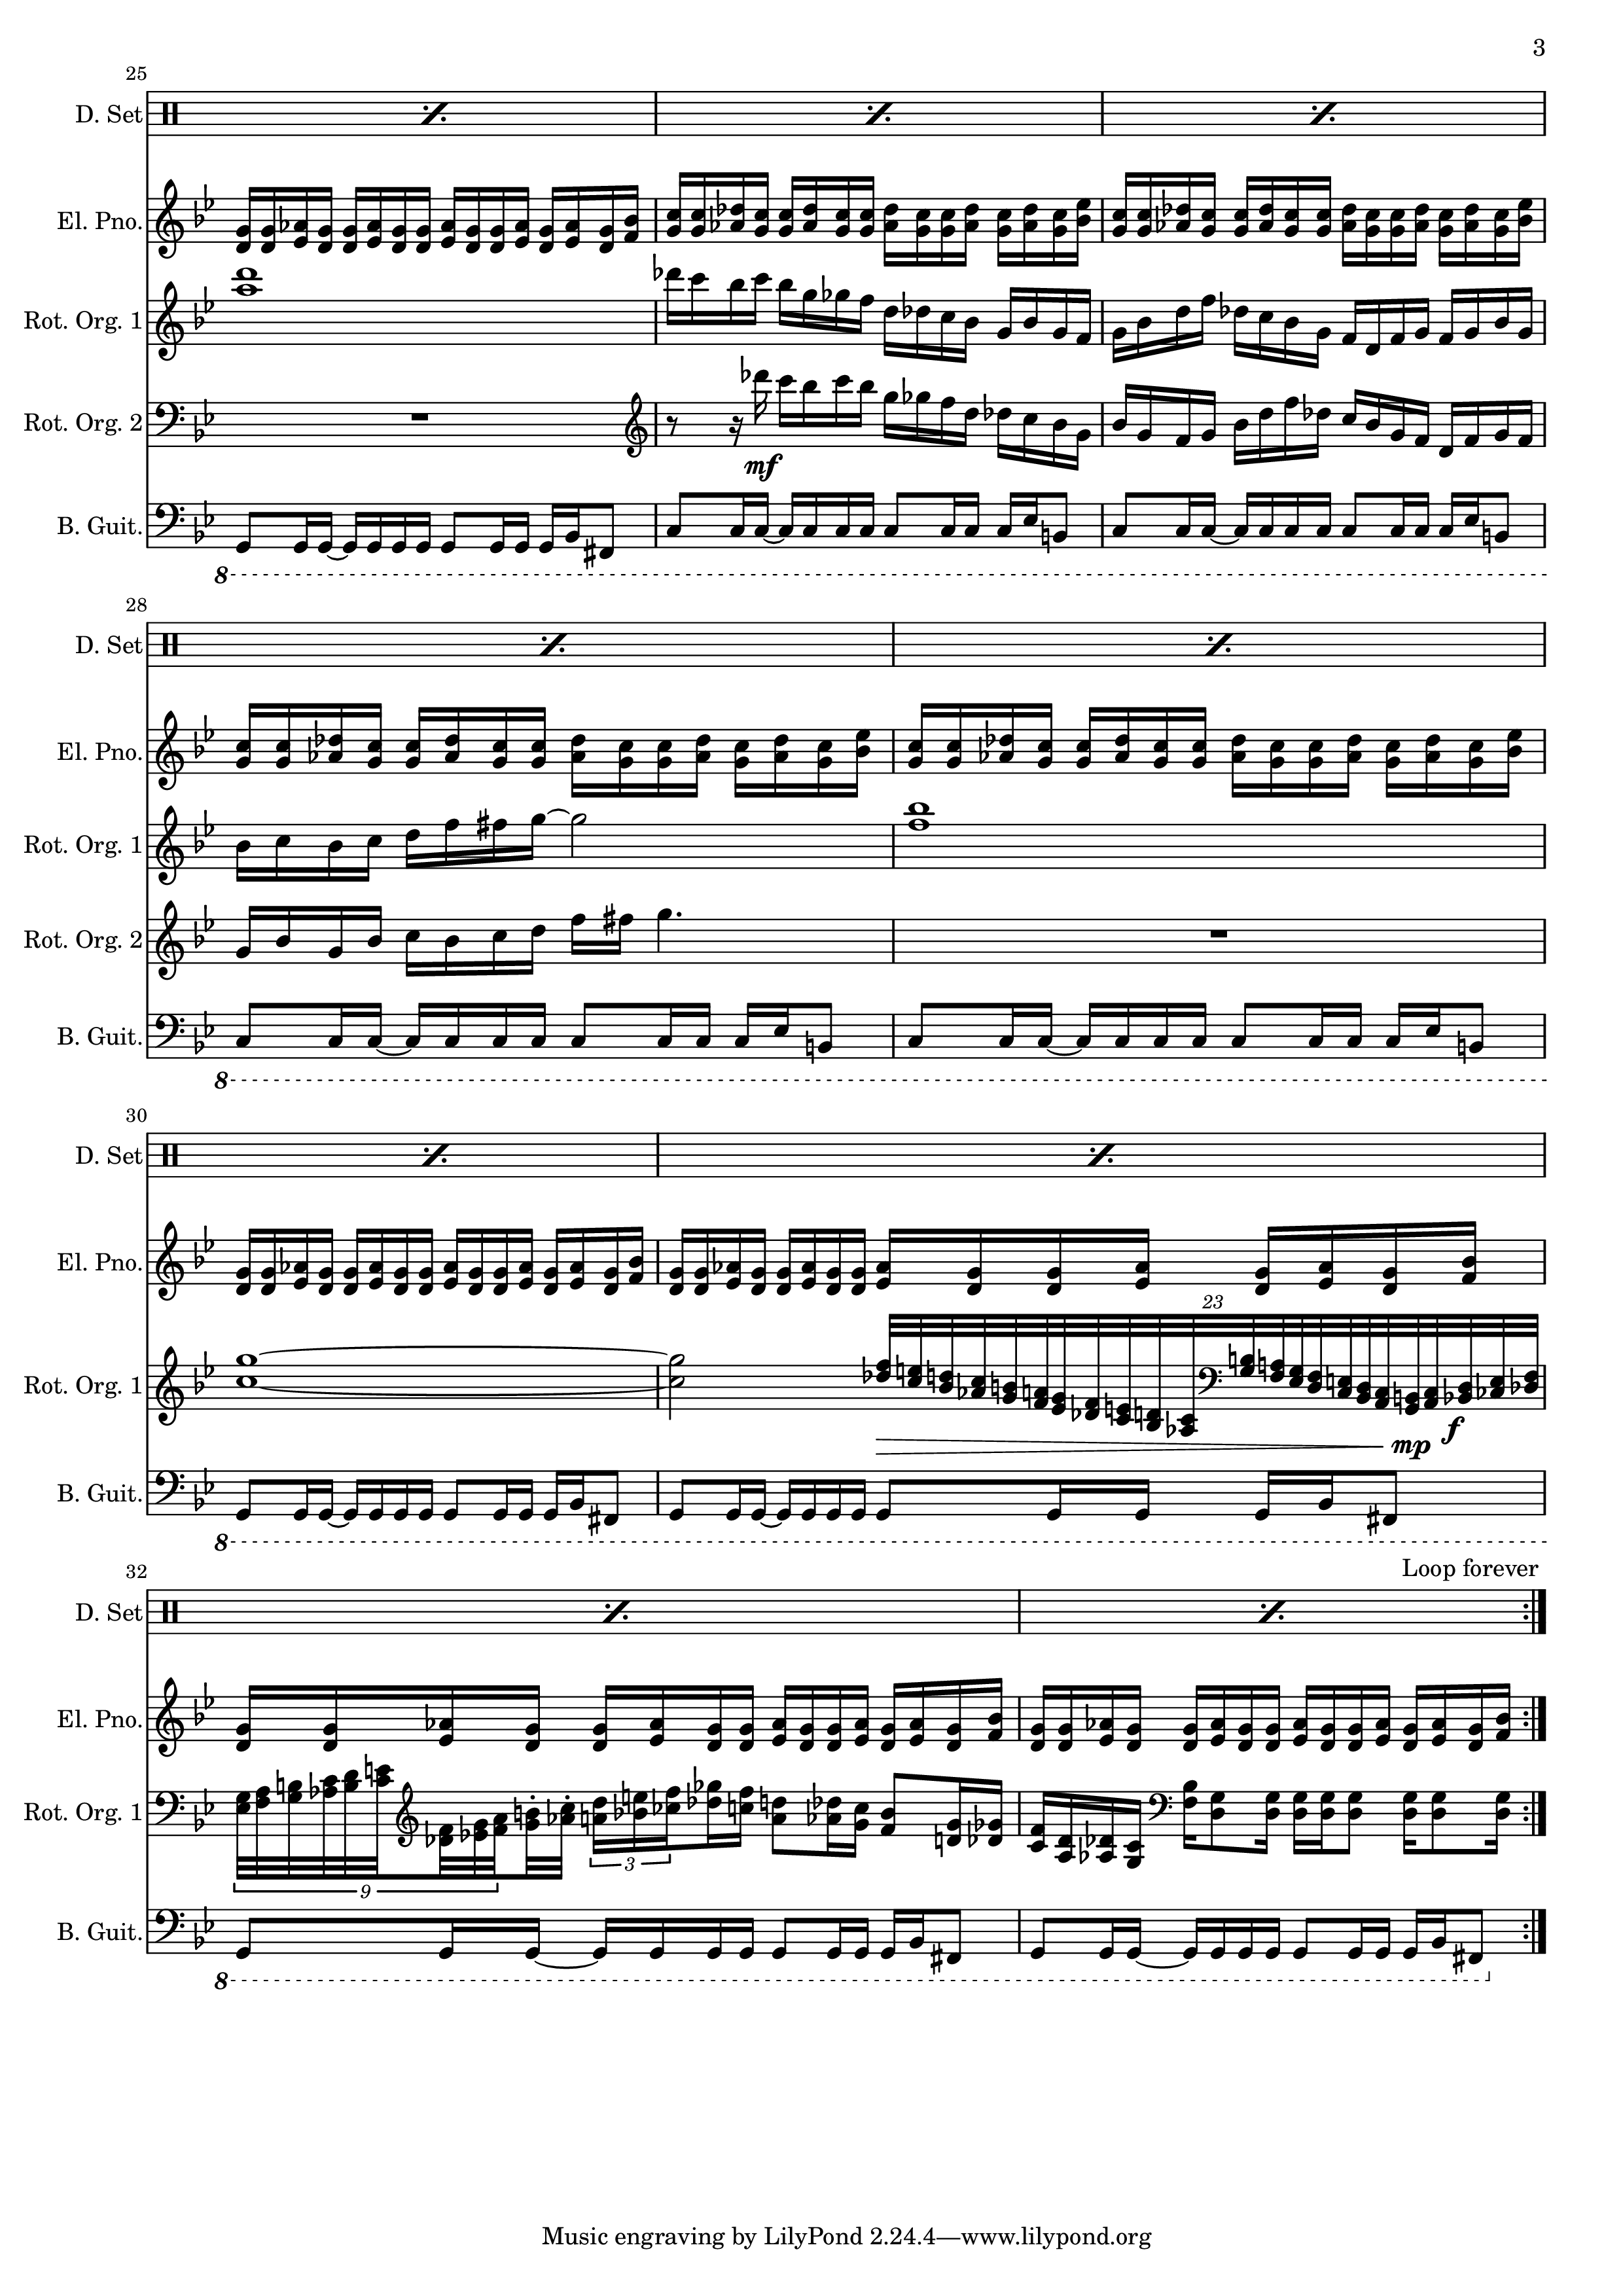 3
25
D. Set
El. Pno.
Rot. Org. 1
Rot. Org. 2
mf
B. Guit.
8
28
D. Set
El. Pno.
Rot. Org. 1
Rot. Org. 2
B. Guit.
8
30
D. Set
El. Pno.
23
Rot. Org. 1
mp f
B. Guit.
8
Loop forever
32
D. Set
El. Pno.
Rot. Org. 1
3
9
B. Guit.
8
Music engraving by LilyPond 2.24.4—www.lilypond.org